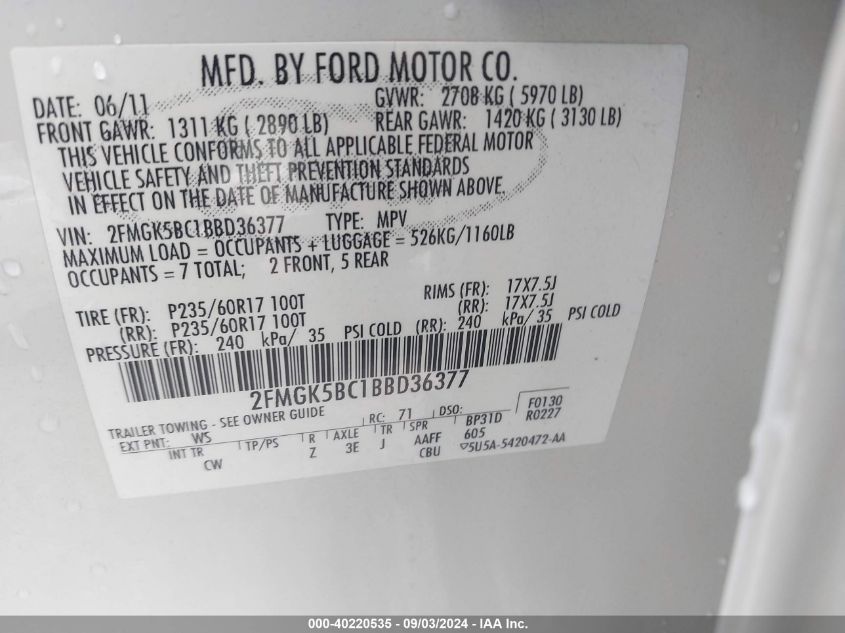 MFD. BY FORD MOTOR CO.
DATE: 06/11 GVWR: 2708 KG ( 5970 LB)
FRONT GAWR: 1311 KG ( 2890 LB) REAR GAWR: 1420 KG ( 3130 LB)
THIS VEHICLE CONFORMS TO ALL APPLICABLE FEDERAL MOTOR
VEHICLE SAFETY AND THEFT PREVENTION STANDARDS
IN EFFECT ON THE DATE OF MANUFACTURE SHOWN ABOVE.
VIN: 2FMGK5BC1BBD36377 TYPE: MPV
MAXIMUM LOAD = OCCUPANTS + LUGGAGE = 526KG/1160LB
OCCUPANTS = 7 TOTAL; 2 FRONT, 5 REAR
TIRE (FR): P235/60R17 100T RIMS (FR): 17X7.5J
(RR): P235/60R17 100T (RR): 17X7.5J
PRESSURE (FR): 240 kPa/ 35 PSI COLD (RR): 240 kPa/ 35 PSI COLD
2FMGK5BC1BBD36377
TRAILER TOWING - SEE OWNER GUIDE RC: 71 DSO: F0130
EXT PNT: WS BP31D R0227
INT TR TP/PS R AXLE TR SPR 605
CW Z 3E J AAFF 5U5A-5420472-AA
CBU
000-40220535 - 09/03/2024 - IAA Inc.